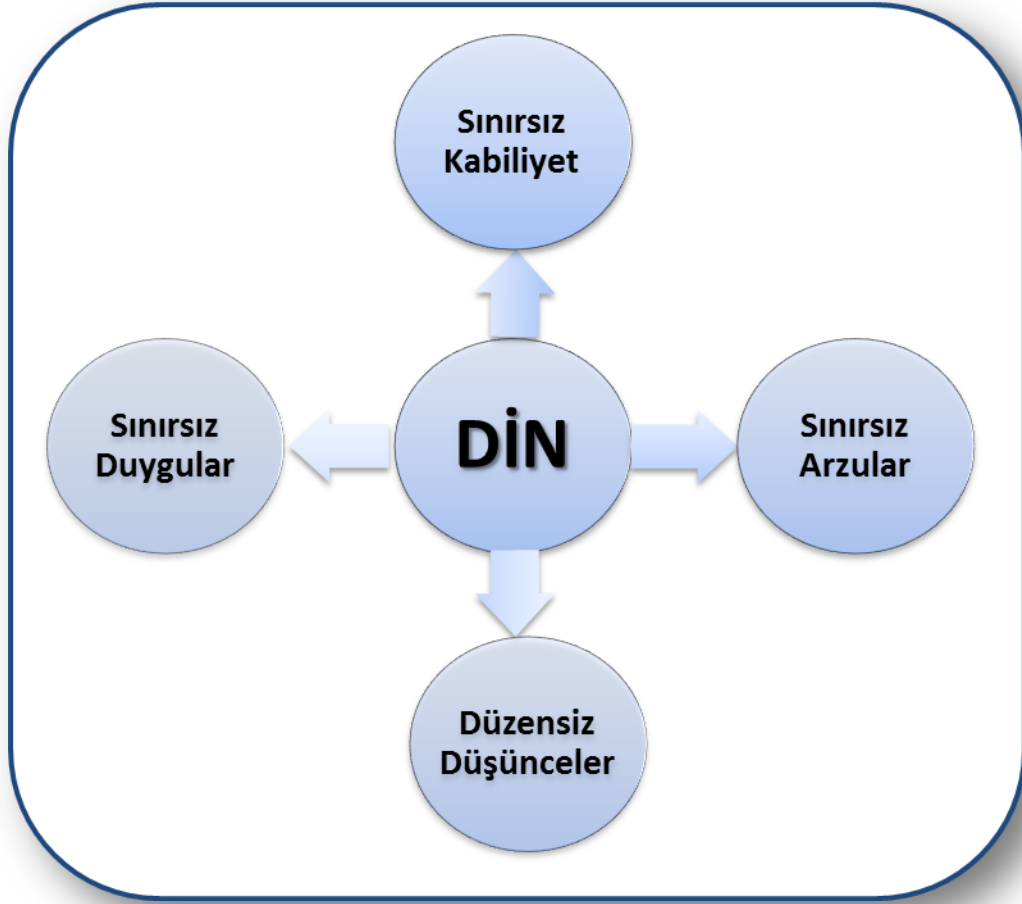 Sınırsız
Kabiliyet
Sınırsız
Duygular
DİN
Sınırsız
Arzular
Düzensiz
Düşünceler